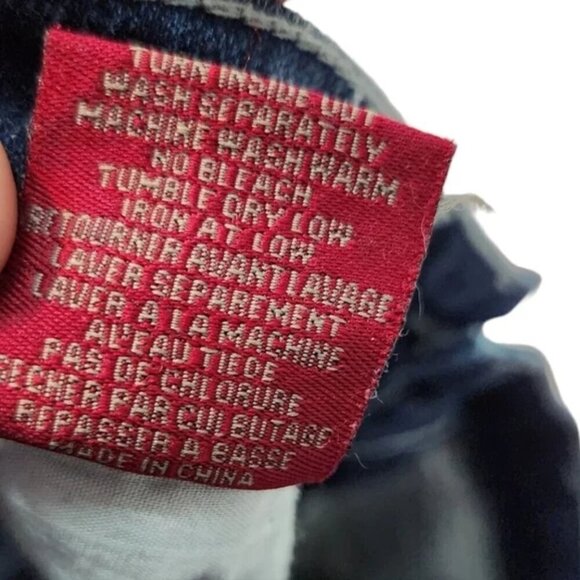 TURN INSIDE OUT
WASH SEPARATELY
MACHINE WASH WARM
NO BLEACH
TUMBLE DRY LOW
IRON AT LOW
RETOURNER AVANT LAVAGE
LAVER SEPAREMENT
LAVER A LA MACHINE
A L'EAU TIEDE
PAS DE CHLORURE
SECHER PAR CULBUTAGE
REPASSER A BASSE
MADE IN CHINA